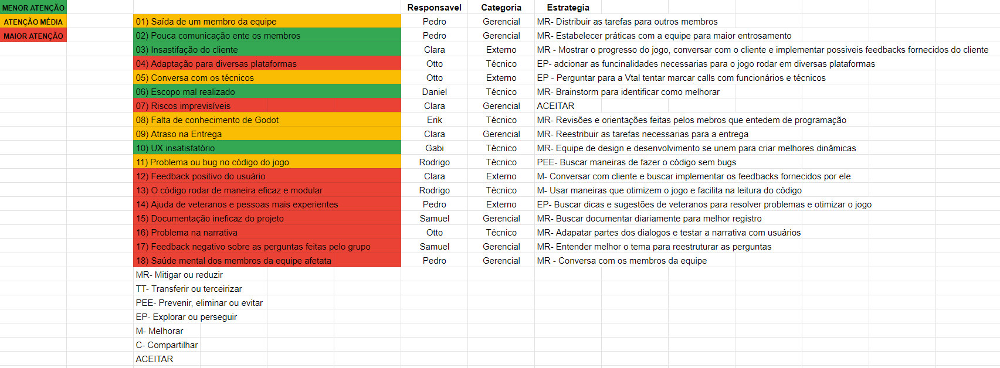 MENOR ATENÇÃO Responsavel Categoria Estrategia
ATENÇÃO MÉDIA 01) Saída de um membro da equipe Pedro Gerencial MR- Distribuir as tarefas para outros membros
MAIOR ATENÇÃO 02) Pouca comunicação ente os membros Pedro Gerencial MR- Estabelecer práticas com a equipe para maior entrosamento
03) Insastifação do cliente Clara Externo MR - Mostrar o progresso do jogo, conversar com o cliente e implementar possiveis feedbacks fornecidos do cliente
04) Adaptação para diversas plataformas Otto Técnico EP- adcionar as funcinalidades necessarias para o jogo rodar em diversas plataformas
05) Conversa com os técnicos Otto Externo EP - Perguntar para a Vtal tentar marcar calls com funcionários e técnicos
06) Escopo mal realizado Daniel Técnico MR- Brainstorm para identificar como melhorar
07) Riscos imprevisíveis Clara Gerencial ACEITAR
08) Falta de conhecimento de Godot Erik Técnico MR- Revisões e orientações feitas pelos mebros que entedem de programação
09) Atraso na Entrega Clara Gerencial MR- Reestribuir as tarefas necessarias para a entrega
10) UX insatisfatório Gabi Técnico MR- Equipe de design e desenvolvimento se unem para criar melhores dinâmicas
11) Problema ou bug no código do jogo Rodrigo Técnico PEE- Buscar maneiras de fazer o código sem bugs
12) Feedback positivo do usuário Clara Externo M- Conversar com cliente e buscar implementar os feedbacks fornecidos por ele
13) O código rodar de maneira eficaz e modular Rodrigo Técnico M- Usar maneiras que otimizem o jogo e facilita na leitura do código
14) Ajuda de veteranos e pessoas mais experientes Pedro Externo EP- Buscar dicas e sugestões de veteranos para resolver problemas e otimizar o jogo
15) Documentação ineficaz do projeto Samuel Gerencial MR- Buscar documentar diariamente para melhor registro
16) Problema na narrativa Otto Técnico MR- Adapatar partes dos dialogos e testar a narrativa com usuários
17) Feedback negativo sobre as perguntas feitas pelo grupo Samuel Gerencial MR- Entender melhor o tema para reestruturar as perguntas
18) Saúde mental dos membros da equipe afetata Pedro Gerencial MR - Conversa com os membros da equipe
MR- Mitigar ou reduzir
TT- Transferir ou terceirizar
PEE- Prevenir, eliminar ou evitar
EP- Explorar ou perseguir
M- Melhorar
C- Compartilhar
ACEITAR